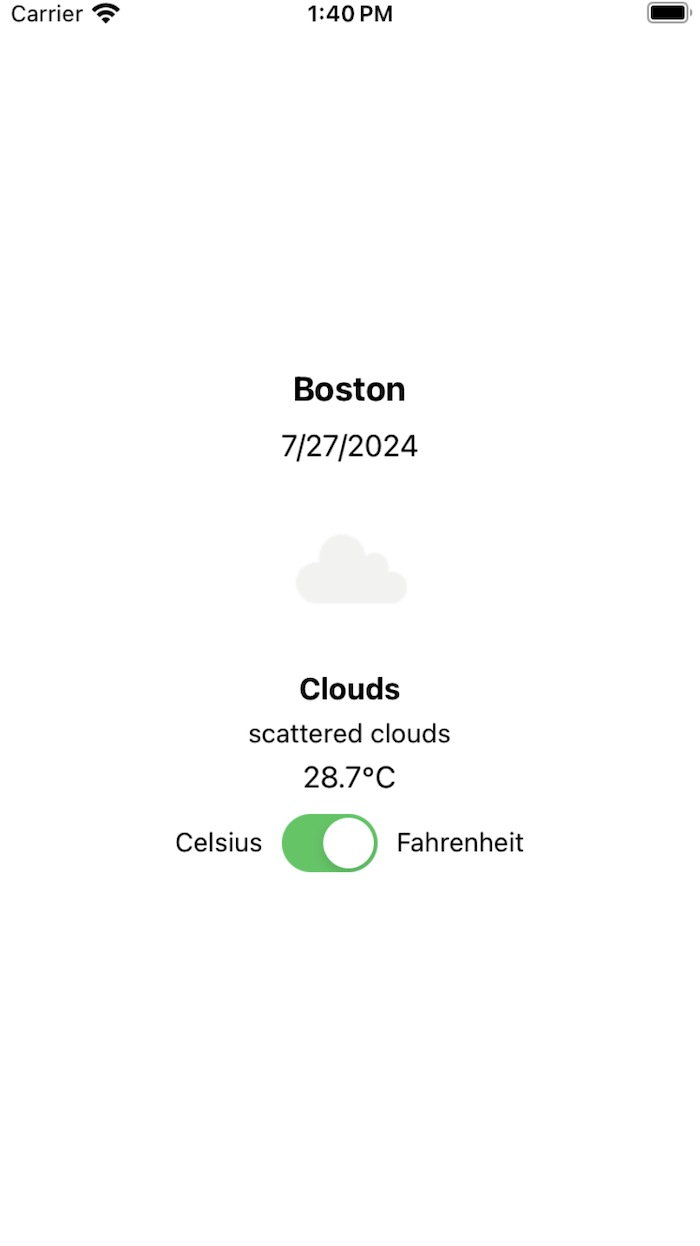 Carrier 1:40 PM
Boston
7/27/2024
Clouds
scattered clouds
28.7°C
Celsius Fahrenheit